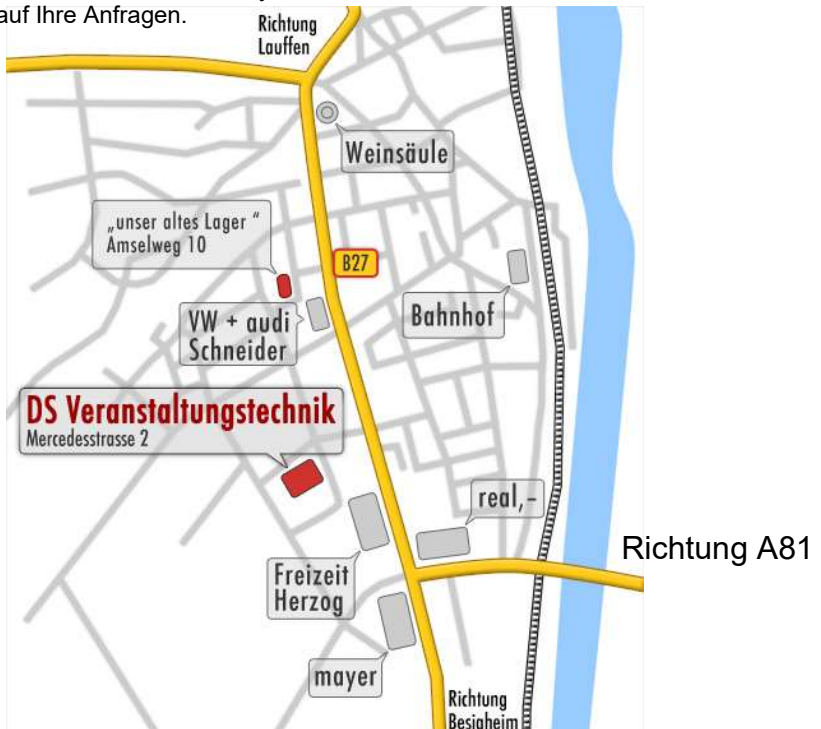 auf Ihre Anfragen.
Richtung
Lauffen
Weinsäule
„unser altes Lager “
Amselweg 10
B27
VW + audi
Schneider
Bahnhof
DS Veranstaltungstechnik
Mercedesstrasse 2
real,-
Richtung A81
Freizeit
Herzog
mayer
Richtung
Besigheim